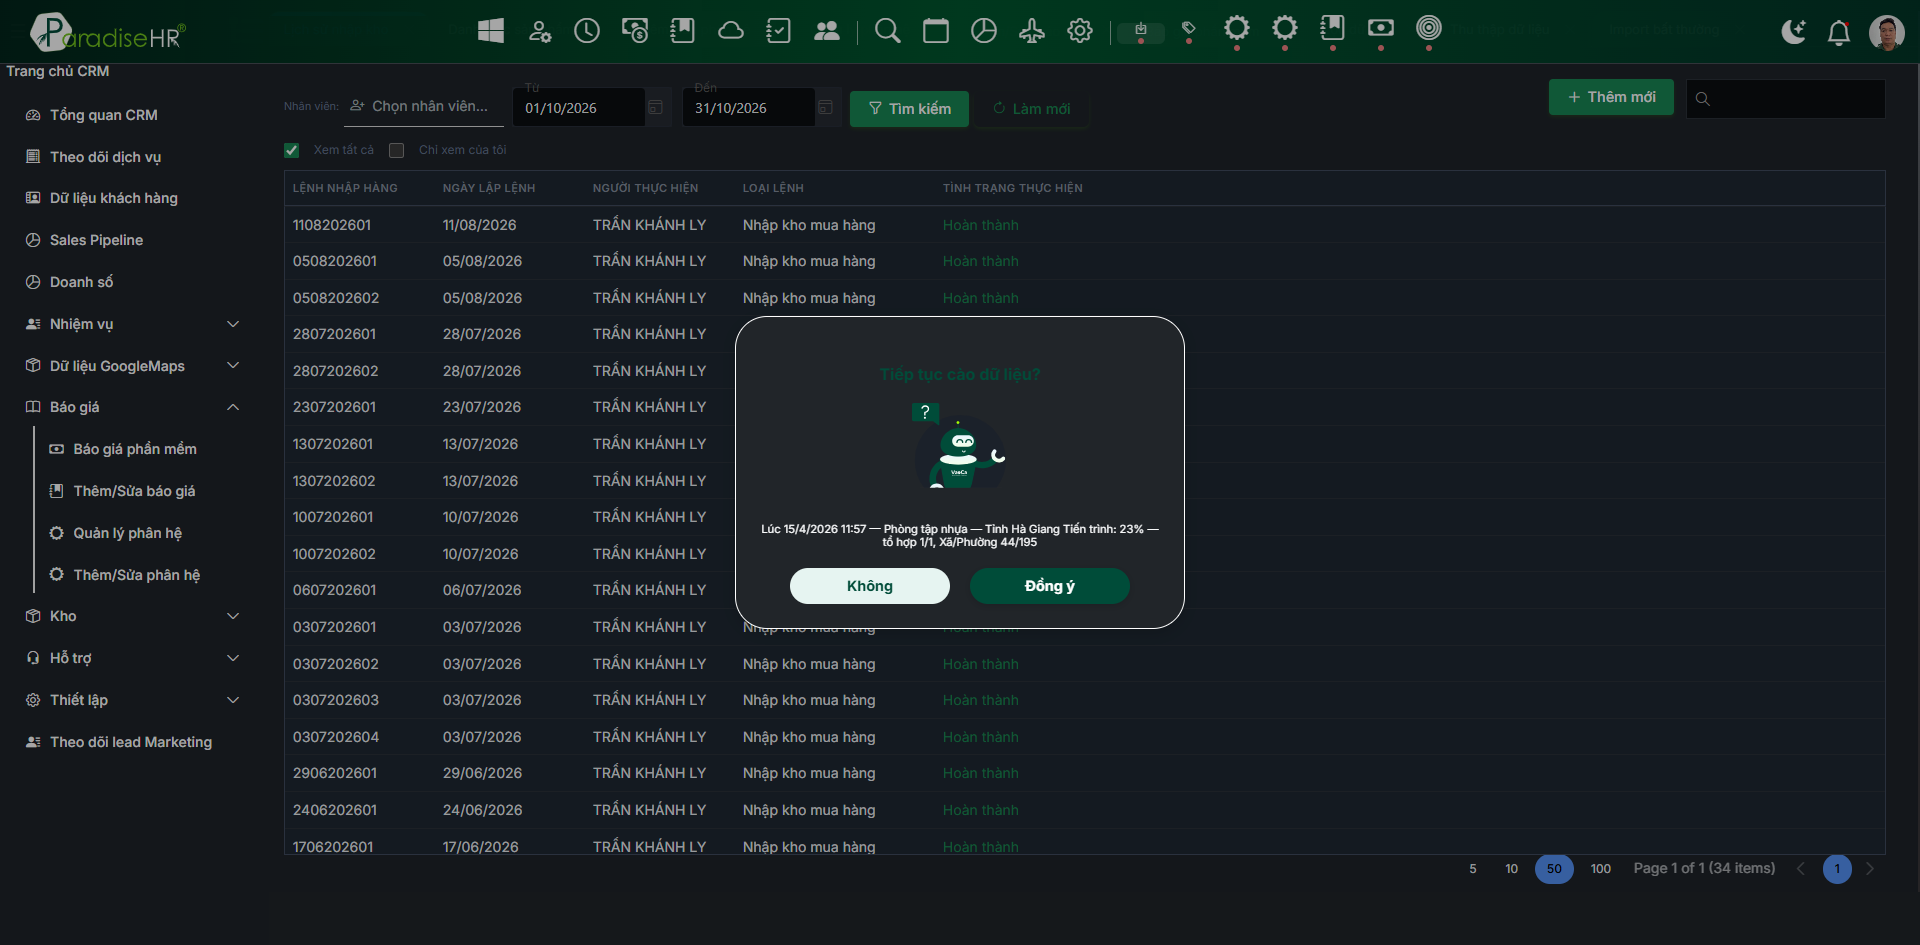 ParadiseHR®
Trang chủ CRM
Tổng quan CRM
Theo dõi dịch vụ
Dữ liệu khách hàng
Sales Pipeline
Doanh số
Nhiệm vụ
Dữ liệu GoogleMaps
Báo giá
Báo giá phần mềm
Thêm/Sửa báo giá
Quản lý phân hệ
Thêm/Sửa phân hệ
Kho
Hỗ trợ
Thiết lập
Theo dõi lead Marketing
Nhân viên: Chọn nhân viên...
Từ
01/10/2026
Đến
31/10/2026
Tìm kiếm
Làm mới
Thêm mới
Xem tất cả
Chỉ xem của tôi
LỆNH NHẬP HÀNG NGÀY LẬP LỆNH NGƯỜI THỰC HIỆN LOẠI LỆNH TÌNH TRẠNG THỰC HIỆN
1108202601 11/08/2026 TRẦN KHÁNH LY Nhập kho mua hàng Hoàn thành
0508202601 05/08/2026 TRẦN KHÁNH LY Nhập kho mua hàng Hoàn thành
0508202602 05/08/2026 TRẦN KHÁNH LY Nhập kho mua hàng Hoàn thành
2807202601 28/07/2026 TRẦN KHÁNH LY
2807202602 28/07/2026 TRẦN KHÁNH LY
2307202601 23/07/2026 TRẦN KHÁNH LY
1307202601 13/07/2026 TRẦN KHÁNH LY
1307202602 13/07/2026 TRẦN KHÁNH LY
1007202601 10/07/2026 TRẦN KHÁNH LY
1007202602 10/07/2026 TRẦN KHÁNH LY
0607202601 06/07/2026 TRẦN KHÁNH LY
0307202601 03/07/2026 TRẦN KHÁNH LY Nhập kho mua hàng Hoàn thành
0307202602 03/07/2026 TRẦN KHÁNH LY Nhập kho mua hàng Hoàn thành
0307202603 03/07/2026 TRẦN KHÁNH LY Nhập kho mua hàng Hoàn thành
0307202604 03/07/2026 TRẦN KHÁNH LY Nhập kho mua hàng Hoàn thành
2906202601 29/06/2026 TRẦN KHÁNH LY Nhập kho mua hàng Hoàn thành
2406202601 24/06/2026 TRẦN KHÁNH LY Nhập kho mua hàng Hoàn thành
1706202601 17/06/2026 TRẦN KHÁNH LY Nhập kho mua hàng Hoàn thành
Tiếp tục cào dữ liệu?
?
VaoCa
Lúc 15/4/2026 11:57 — Phòng tập nhựa — Tỉnh Hà Giang Tiến trình: 23% —
tổ hợp 1/1, Xã/Phường 44/195
Không
Đồng ý
5 10 50 100 Page 1 of 1 (34 items) 1